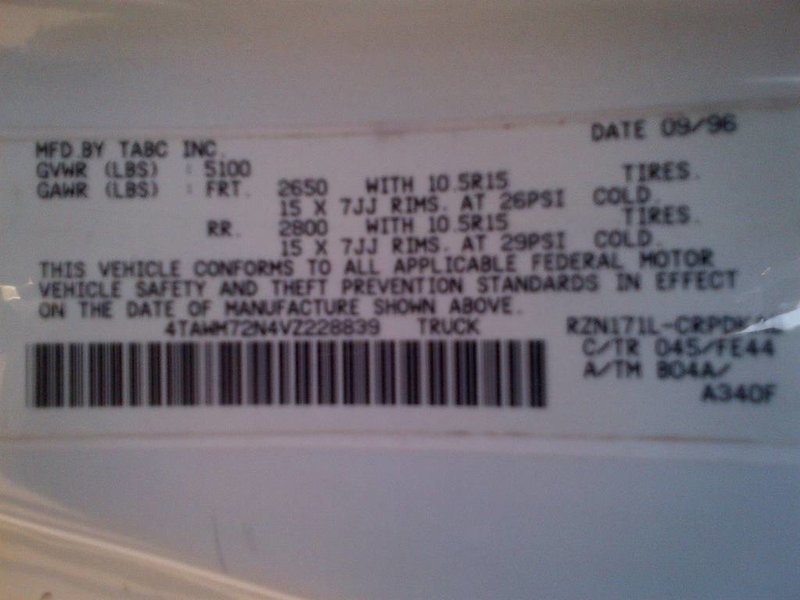 DATE 09/96
MFD.BY TABC INC.
GVWR (LBS) : 5100
GAWR (LBS) : FRT. 2650 WITH 10.5R15 TIRES.
15 X 7JJ RIMS. AT 26PSI COLD.
RR. 2800 WITH 10.5R15 TIRES.
15 X 7JJ RIMS. AT 29PSI COLD.
THIS VEHICLE CONFORMS TO ALL APPLICABLE FEDERAL MOTOR
VEHICLE SAFETY AND THEFT PREVENTION STANDARDS IN EFFECT
ON THE DATE OF MANUFACTURE SHOWN ABOVE.
4TAWM72N4VZ228839 TRUCK
C/TR 045/FE44
A/TM B04A/
A340F